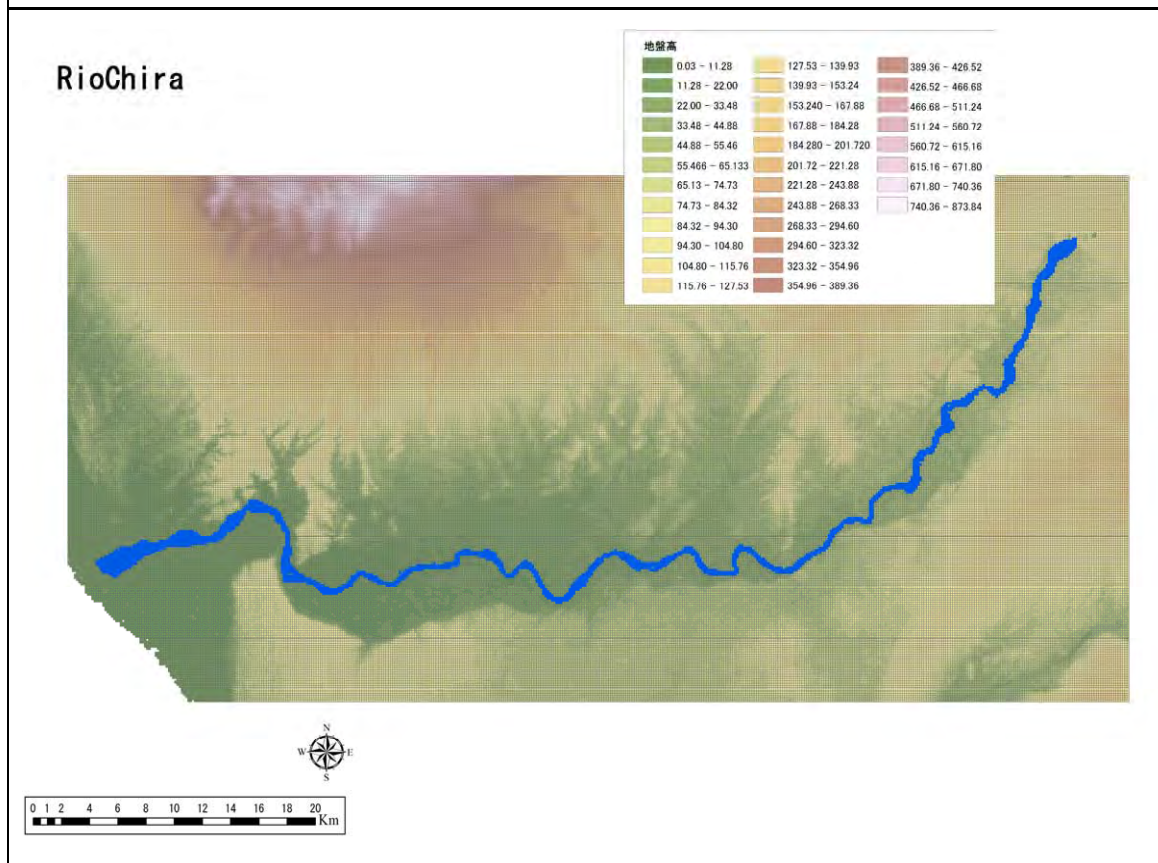 RioChira
地盤高
0.03 - 11.28
11.28 - 22.00
22.00 - 33.48
33.48 - 44.88
44.88 - 55.46
55.466 - 65.133
65.13 - 74.73
74.73 - 84.32
84.32 - 94.30
94.30 - 104.80
104.80 - 115.76
115.76 - 127.53
127.53 - 139.93
139.93 - 153.24
153.240 - 167.88
167.88 - 184.28
184.280 - 201.720
201.72 - 221.28
221.28 - 243.88
243.88 - 268.33
268.33 - 294.60
294.60 - 323.32
323.32 - 354.96
354.96 - 389.36
389.36 - 426.52
426.52 - 466.68
466.68 - 511.24
511.24 - 560.72
560.72 - 615.16
615.16 - 671.80
671.80 - 740.36
740.36 - 873.84
N
W E
S
0 1 2 4 6 8 10 12 14 16 18 20
Km